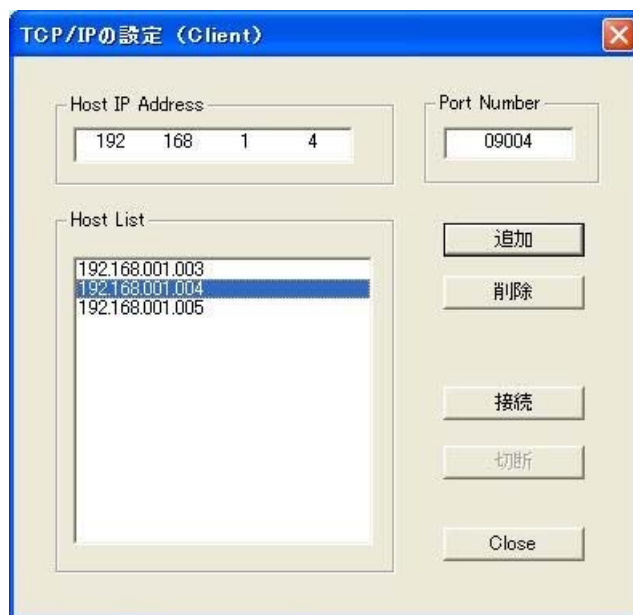 TCP/IPの設定 (Client)
Host IP Address
192 168 1 4
Port Number
09004
Host List
192.168.001.003
192.168.001.004
192.168.001.005
追加
削除
接続
切断
Close